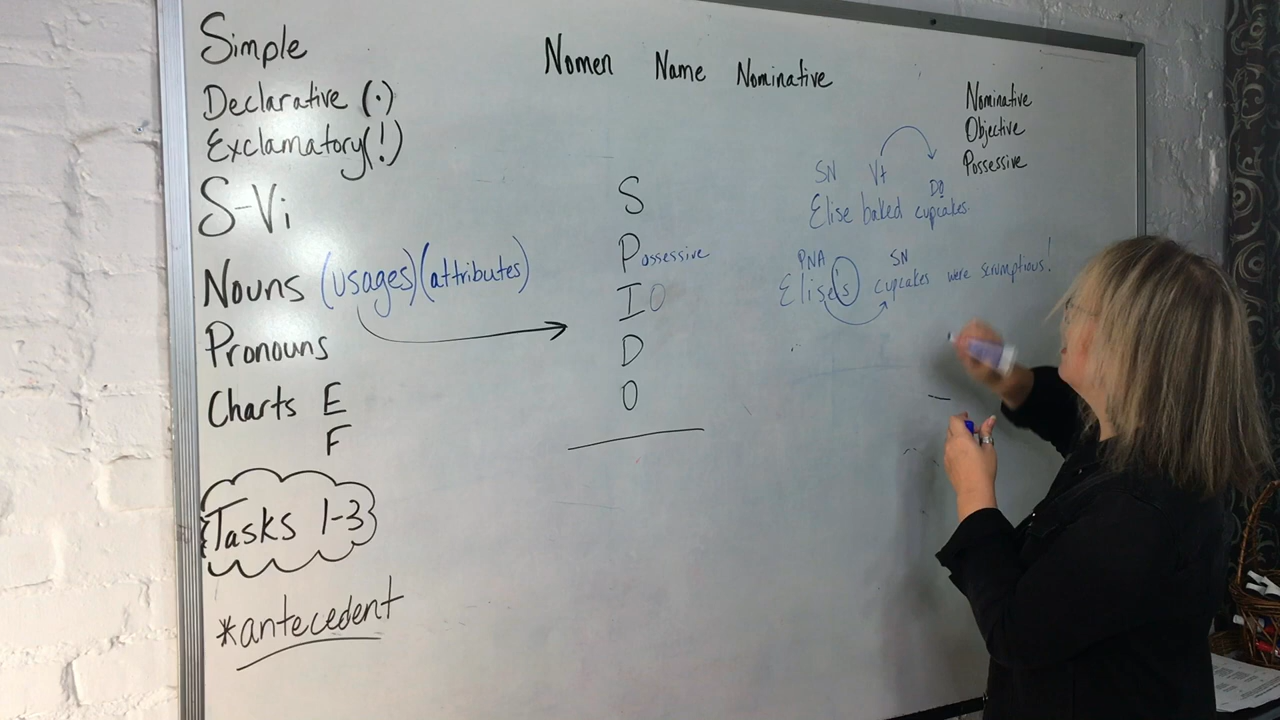 Simple
Declarative (.)
Exclamatory(!)
S-Vi
Nouns (usages)(attributes)
Pronouns
Charts E
F
Tasks 1-3
*antecedent
Nomen Name Nominative
S
Possessive
IO
D
O
Nominative
Objective
Possessive
SN Vt DO
Elise baked cupcakes.
PNA SN
Elise's cupcakes were scrumptious!